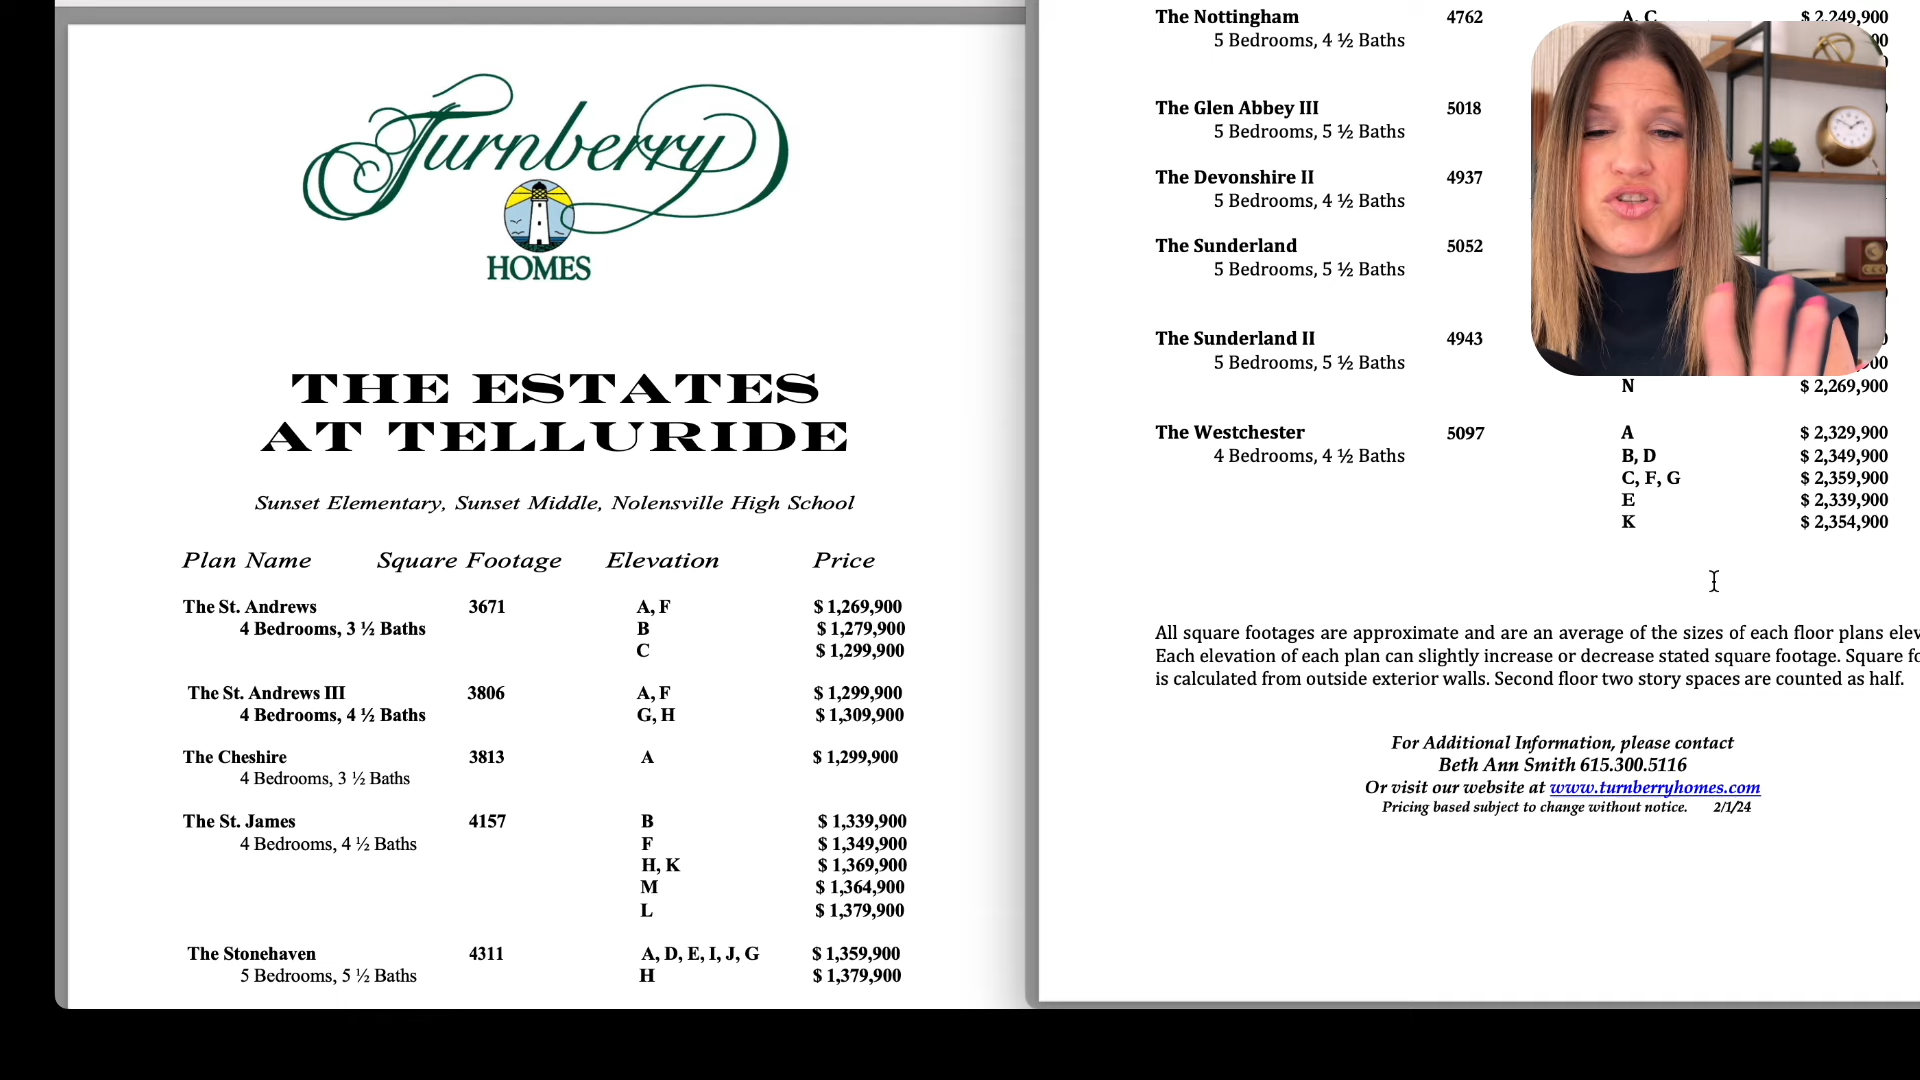 Turnberry
HOMES
THE ESTATES
AT TELLURIDE
Sunset Elementary, Sunset Middle, Nolensville High School
Plan Name Square Footage Elevation Price
The St. Andrews 3671 A, F $ 1,269,900
4 Bedrooms, 3 ½ Baths B $ 1,279,900
C $ 1,299,900
The St. Andrews III 3806 A, F $ 1,299,900
4 Bedrooms, 4 ½ Baths G, H $ 1,309,900
The Cheshire 3813 A $ 1,299,900
4 Bedrooms, 3 ½ Baths
The St. James 4157 B $ 1,339,900
4 Bedrooms, 4 ½ Baths F $ 1,349,900
H, K $ 1,369,900
M $ 1,364,900
L $ 1,379,900
The Stonehaven 4311 A, D, E, I, J, G $ 1,359,900
5 Bedrooms, 5 ½ Baths H $ 1,379,900
The Nottingham 4762 A, C $ 2,249,900
5 Bedrooms, 4 ½ Baths
The Glen Abbey III 5018
5 Bedrooms, 5 ½ Baths
The Devonshire II 4937
5 Bedrooms, 4 ½ Baths
The Sunderland 5052
5 Bedrooms, 5 ½ Baths
The Sunderland II 4943
5 Bedrooms, 5 ½ Baths
N $ 2,269,900
The Westchester 5097 A $ 2,329,900
4 Bedrooms, 4 ½ Baths B, D $ 2,349,900
C, F, G $ 2,359,900
E $ 2,339,900
K $ 2,354,900
All square footages are approximate and are an average of the sizes of each floor plans elev
Each elevation of each plan can slightly increase or decrease stated square footage. Square fo
is calculated from outside exterior walls. Second floor two story spaces are counted as half.
For Additional Information, please contact
Beth Ann Smith 615.300.5116
Or visit our website at www.turnberryhomes.com
Pricing based subject to change without notice. 2/1/24